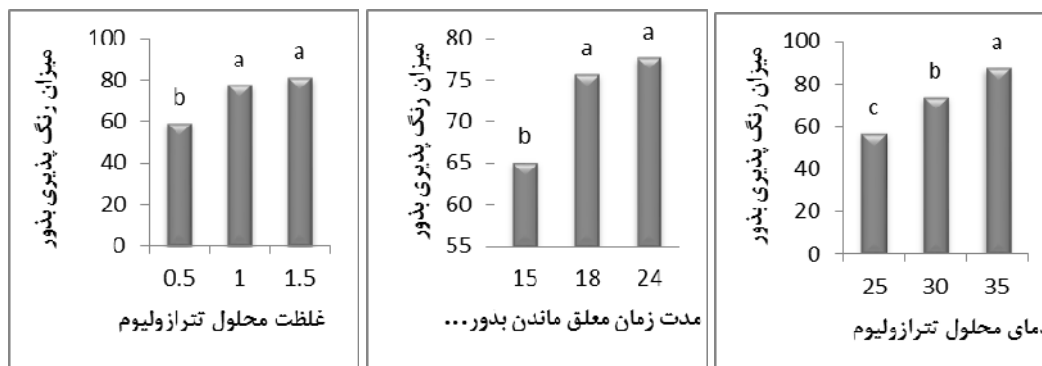 میزان رنگ پذیری بذور
100
80
60
40
20
0
b
a
a
0.5 1 1.5
غلظت محلول تترازولیوم
میزان رنگ پذیری بذور
80
75
70
65
60
55
b
a
a
15 18 24
مدت زمان معلق ماندن بدور...
میزان رنگ پذیری بذور
100
80
60
40
20
0
c
b
a
25 30 35
دمای محلول تترازولیوم